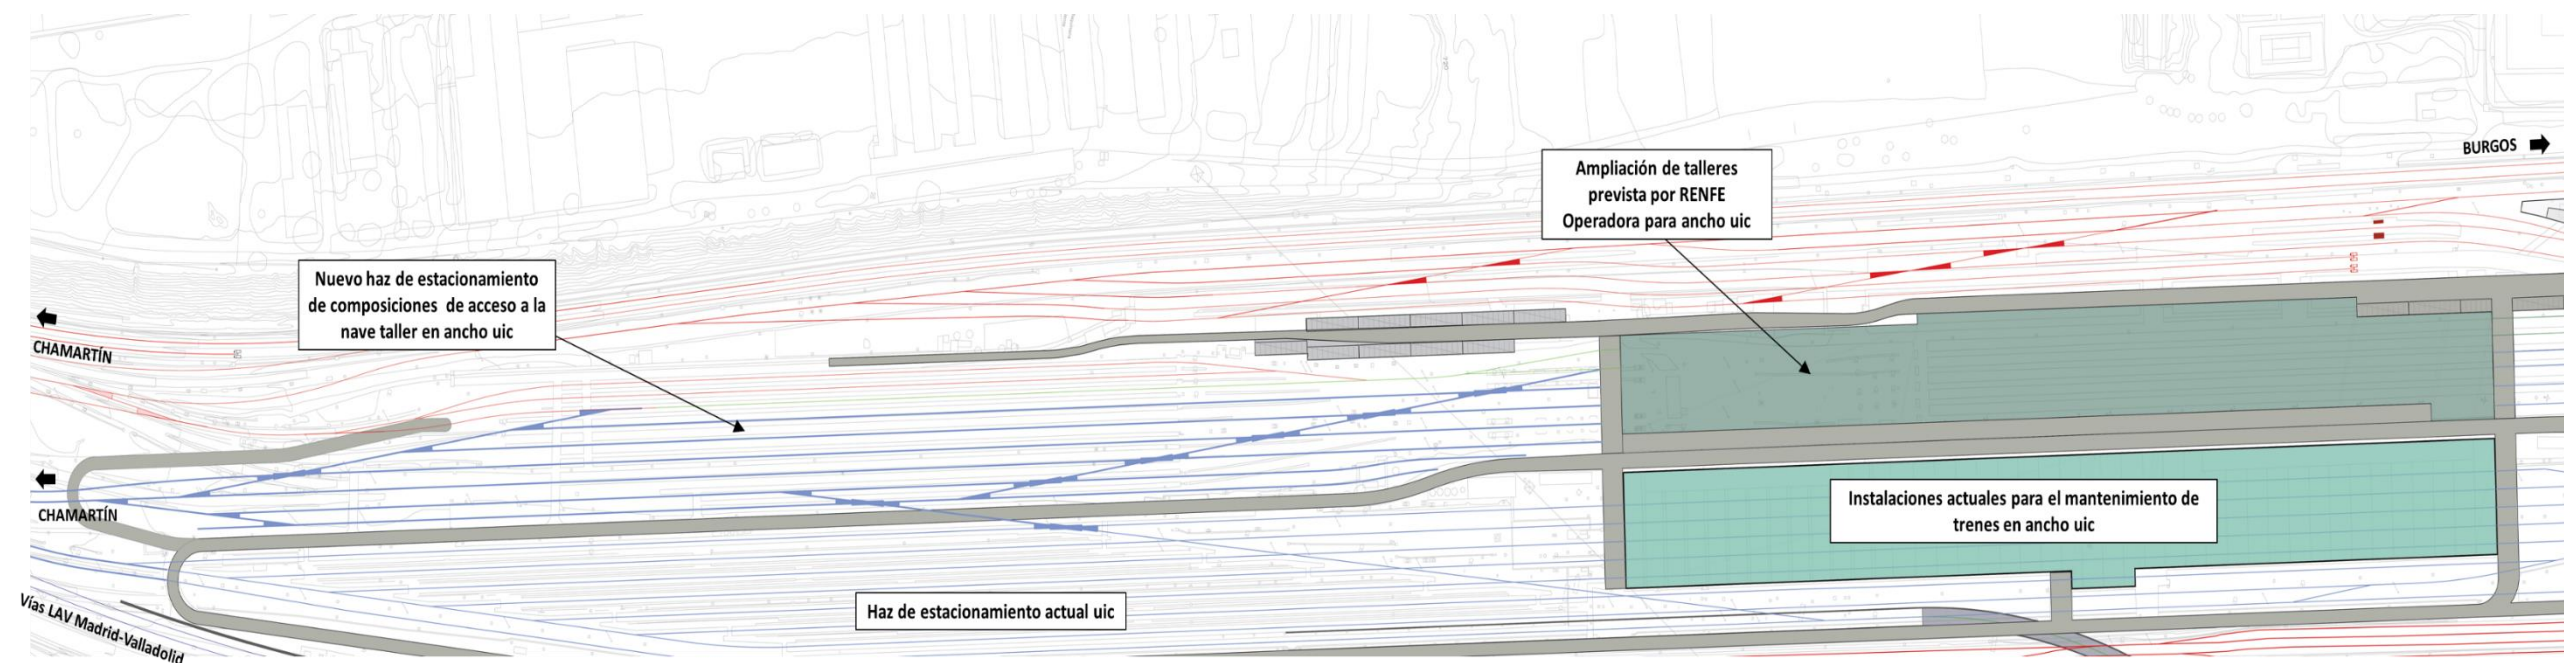 BURGOS
Ampliación de talleres
prevista por RENFE
Operadora para ancho uic
Nuevo haz de estacionamiento
de composiciones de acceso a la
nave taller en ancho uic
CHAMARTÍN
CHAMARTÍN
Instalaciones actuales para el mantenimiento de
trenes en ancho uic
Haz de estacionamiento actual uic
Vías LAV Madrid-Valladolid